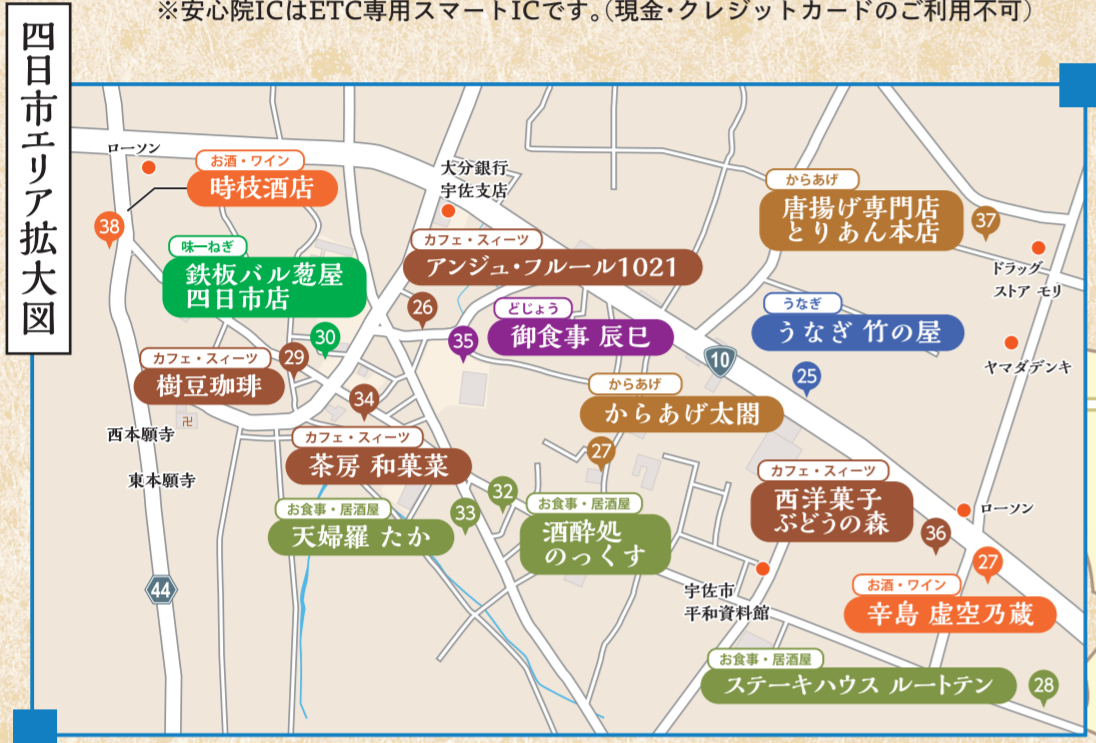 ※安心院ICはETC専用スマートICです。（現金・クレジットカードのご利用不可）
四日市エリア拡大図
ローソン
お酒・ワイン
時枝酒店
38
大分銀行
宇佐支店
からあげ
唐揚げ専門店
とりあん本店
37
ドラッグ
ストア モリ
味一ねぎ
鉄板バル葱屋
四日市店
30
カフェ・スィーツ
アンジュ・フルール1021
26
どじょう
御食事 辰巳
35
うなぎ
うなぎ 竹の屋
25
10
ヤマダデンキ
カフェ・スィーツ
樹豆珈琲
29
34
からあげ
からあげ太閤
27
西本願寺
卍
東本願寺
カフェ・スィーツ
茶房 和菓菜
カフェ・スィーツ
西洋菓子
ぶどうの森
36
ローソン
お食事・居酒屋
天婦羅 たか
33
32
お食事・居酒屋
酒酔処
のっくす
27
お酒・ワイン
辛島 虚空乃蔵
44
宇佐市
平和資料館
お食事・居酒屋
ステーキハウス ルートテン
28